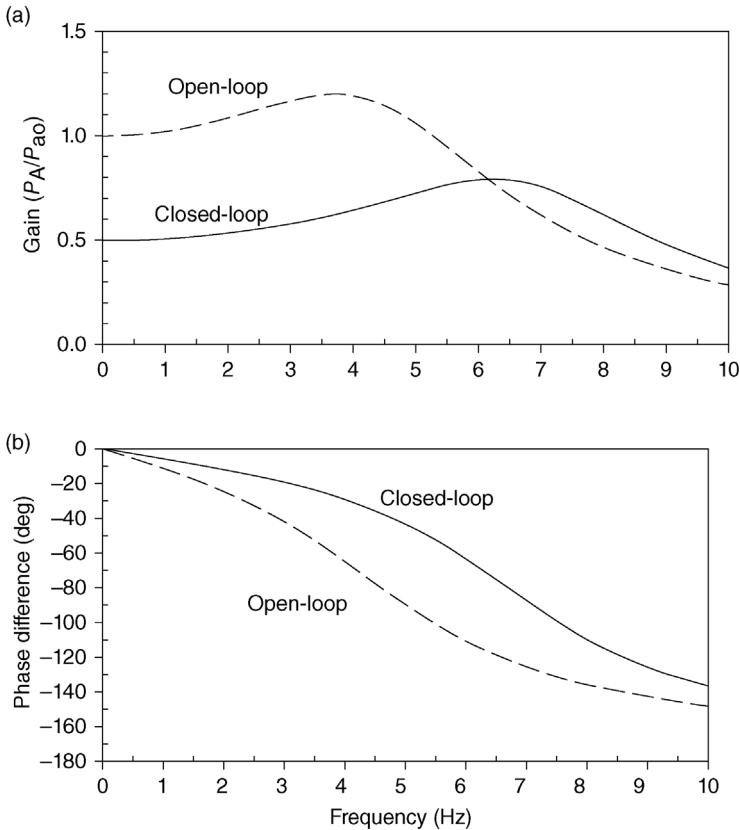 (a)
1.5
1.0
0.5
0.0
Gain (PA/Pao)
Open-loop
Closed-loop
0 1 2 3 4 5 6 7 8 9 10
(b)
0
−20
−40
−60
−80
−100
−120
−140
−160
−180
Phase difference (deg)
Closed-loop
Open-loop
0 1 2 3 4 5 6 7 8 9 10
Frequency (Hz)